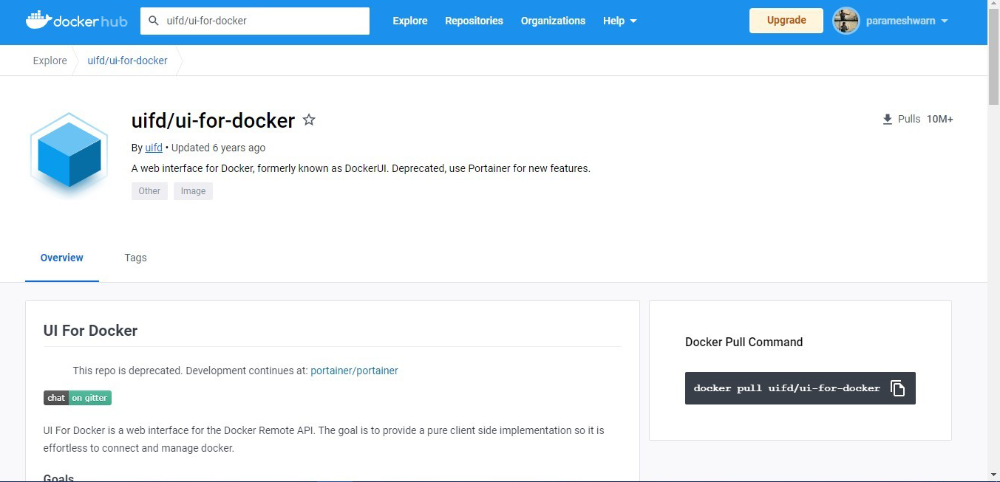 docker hub
uifd/ui-for-docker
Explore
Repositories
Organizations
Help
Upgrade
parameshwarn
Explore
uifd/ui-for-docker
uifd/ui-for-docker
Pulls 10M+
By uifd • Updated 6 years ago
A web interface for Docker, formerly known as DockerUI. Deprecated, use Portainer for new features.
Other
Image
Overview
Tags
UI For Docker
This repo is deprecated. Development continues at: portainer/portainer
chat on gitter
UI For Docker is a web interface for the Docker Remote API. The goal is to provide a pure client side implementation so it is
effortless to connect and manage docker.
Goals
Docker Pull Command
docker pull uifd/ui-for-docker